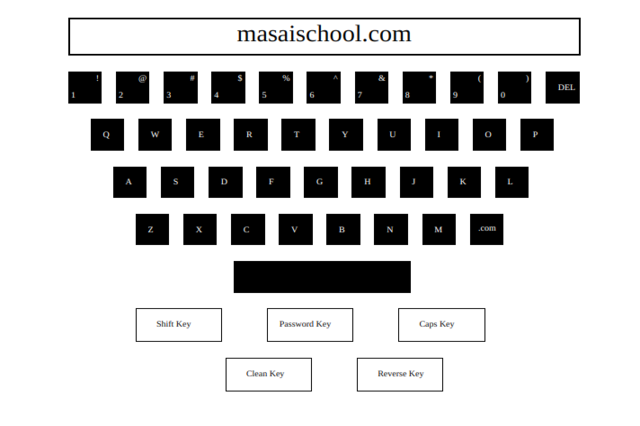 masaischool.com
! @ # $ % ^ & * ( )
1 2 3 4 5 6 7 8 9 0 DEL
Q W E R T Y U I O P
A S D F G H J K L
Z X C V B N M .com
Shift Key Password Key Caps Key
Clean Key Reverse Key